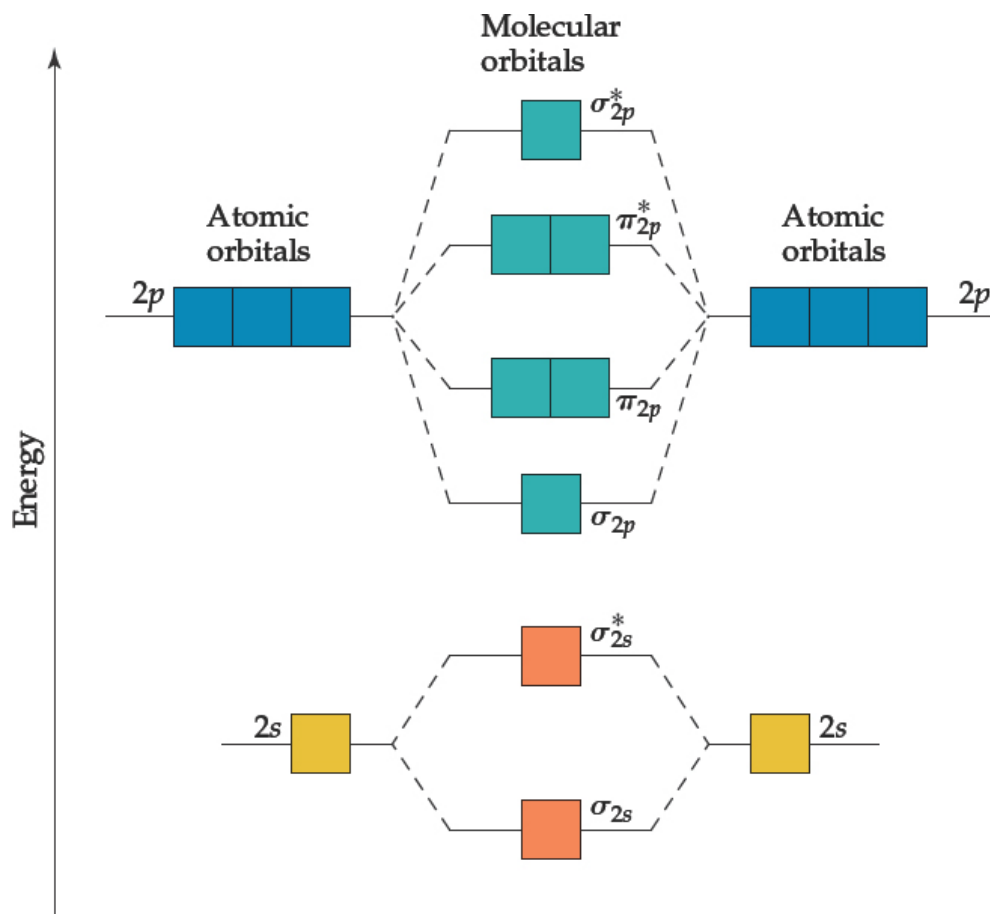 Molecular
orbitals
σ*2p
π*2p
Atomic
orbitals
Atomic
orbitals
2p
2p
π2p
σ2p
Energy
σ*2s
2s
2s
σ2s